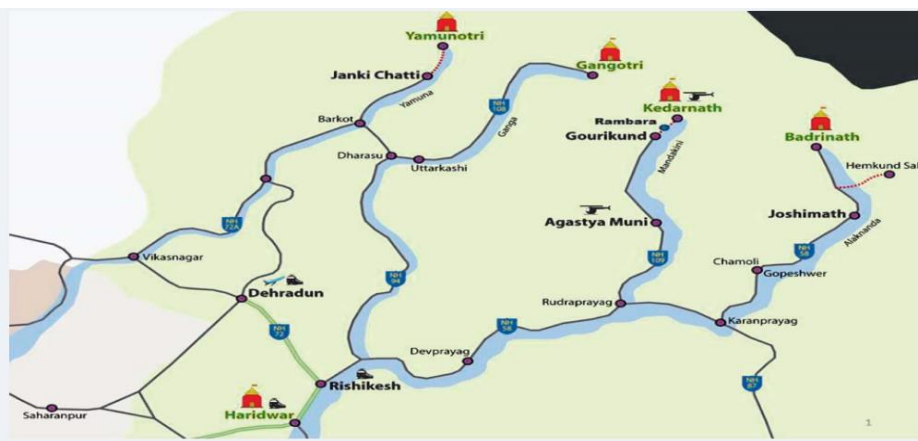 Yamunotri
Gangotri
Janki Chatti
Yamuna
NH
108
Ganga
Kedarnath
Rambara
Gourikund
Mandakini
Badrinath
Hemkund Sa
Barkot
Dharasu
Uttarkashi
NH
72A
Agastya Muni
Joshimath
Alaknanda
Vikasnagar
NH
58
Chamoli
Gopeshwer
NH
109
NH
94
Dehradun
Rudraprayag
Karanprayag
NH
72
NH
58
Devprayag
Rishikesh
NH
87
Haridwar
Saharanpur
1